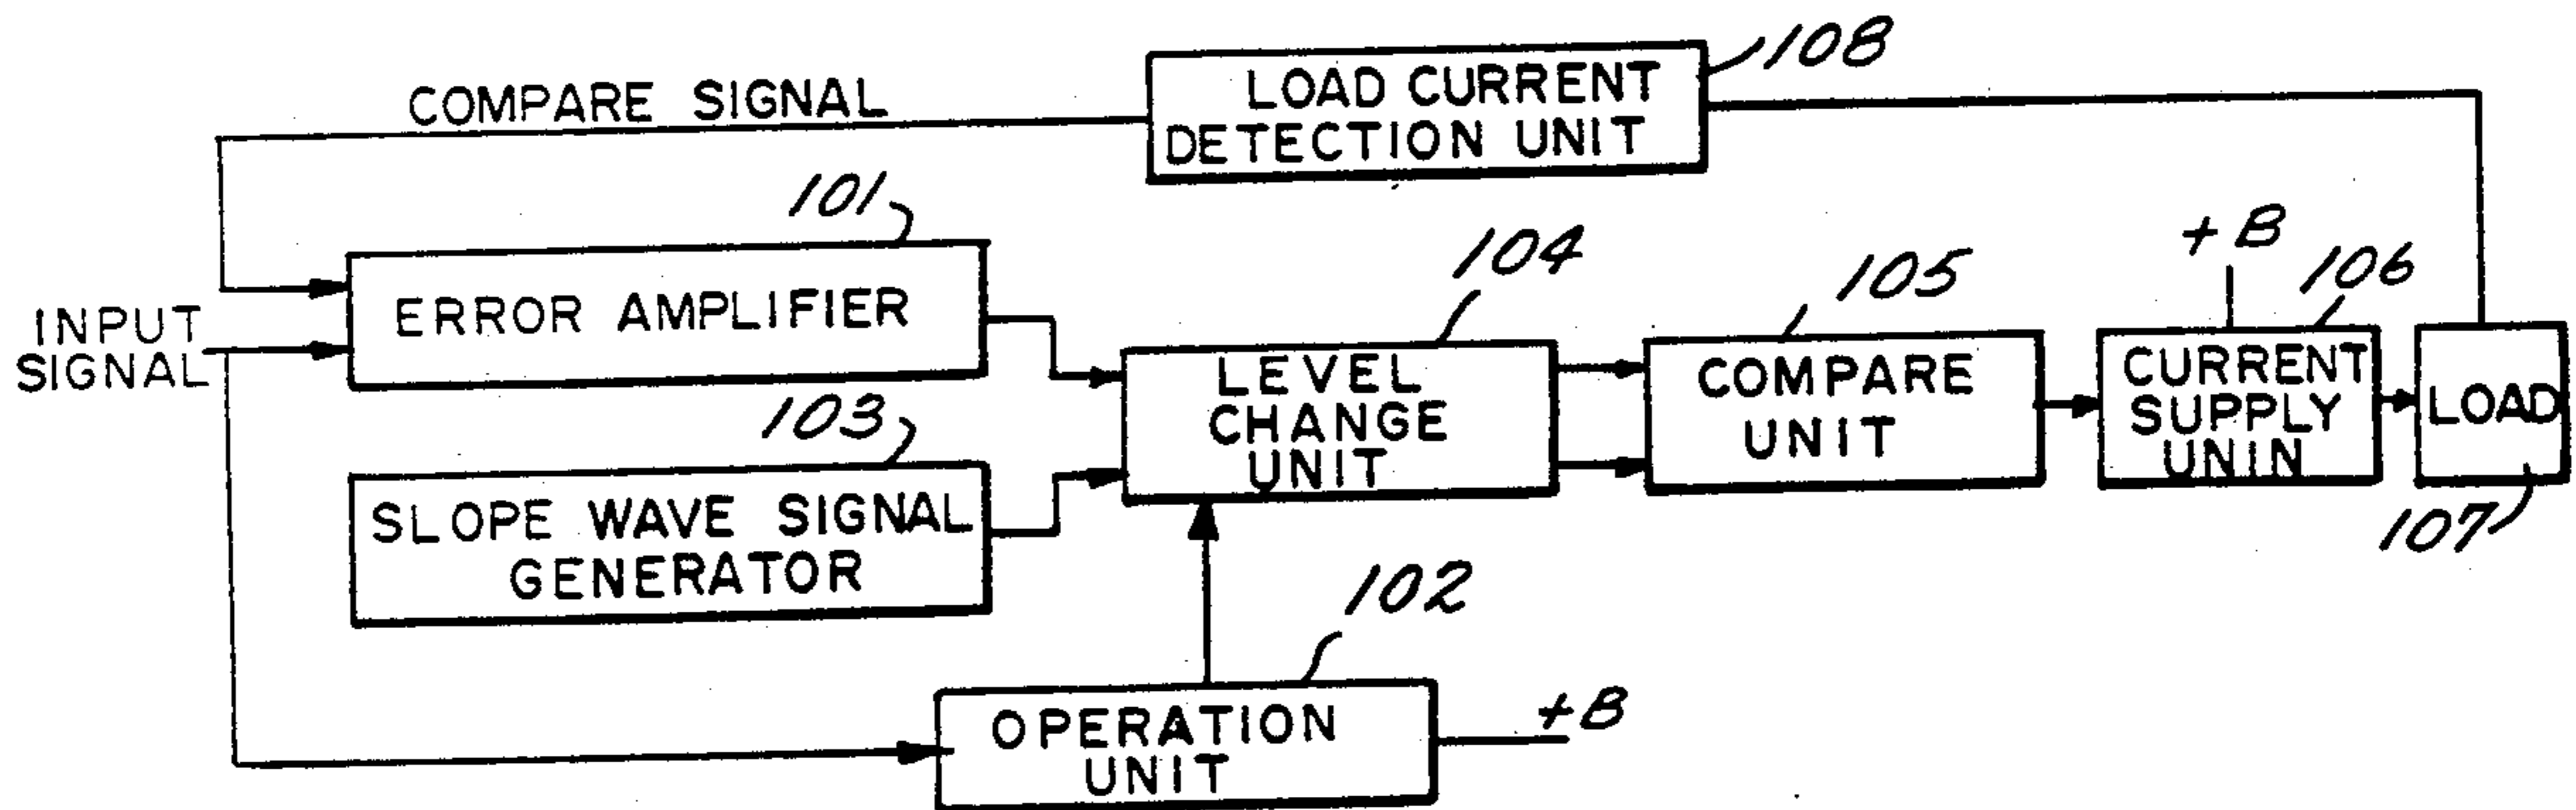 108
LOAD CURRENT
DETECTION UNIT
COMPARE SIGNAL
101
ERROR AMPLIFIER
INPUT
SIGNAL
104
LEVEL
CHANGE
UNIT
105
COMPARE
UNIT
+B
106
CURRENT
SUPPLY
UNIN
LOAD
107
103
SLOPE WAVE SIGNAL
GENERATOR
102
OPERATION
UNIT
+B